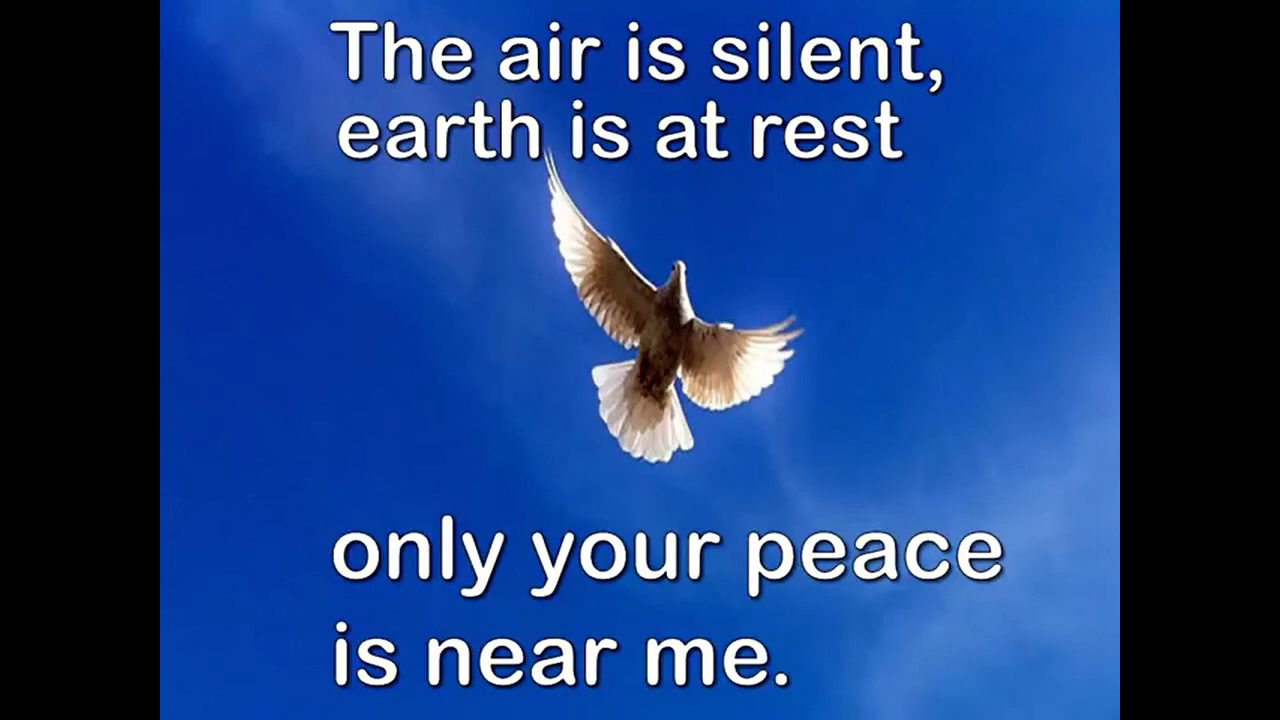 The air is silent,
earth is at rest
only your peace
is near me.